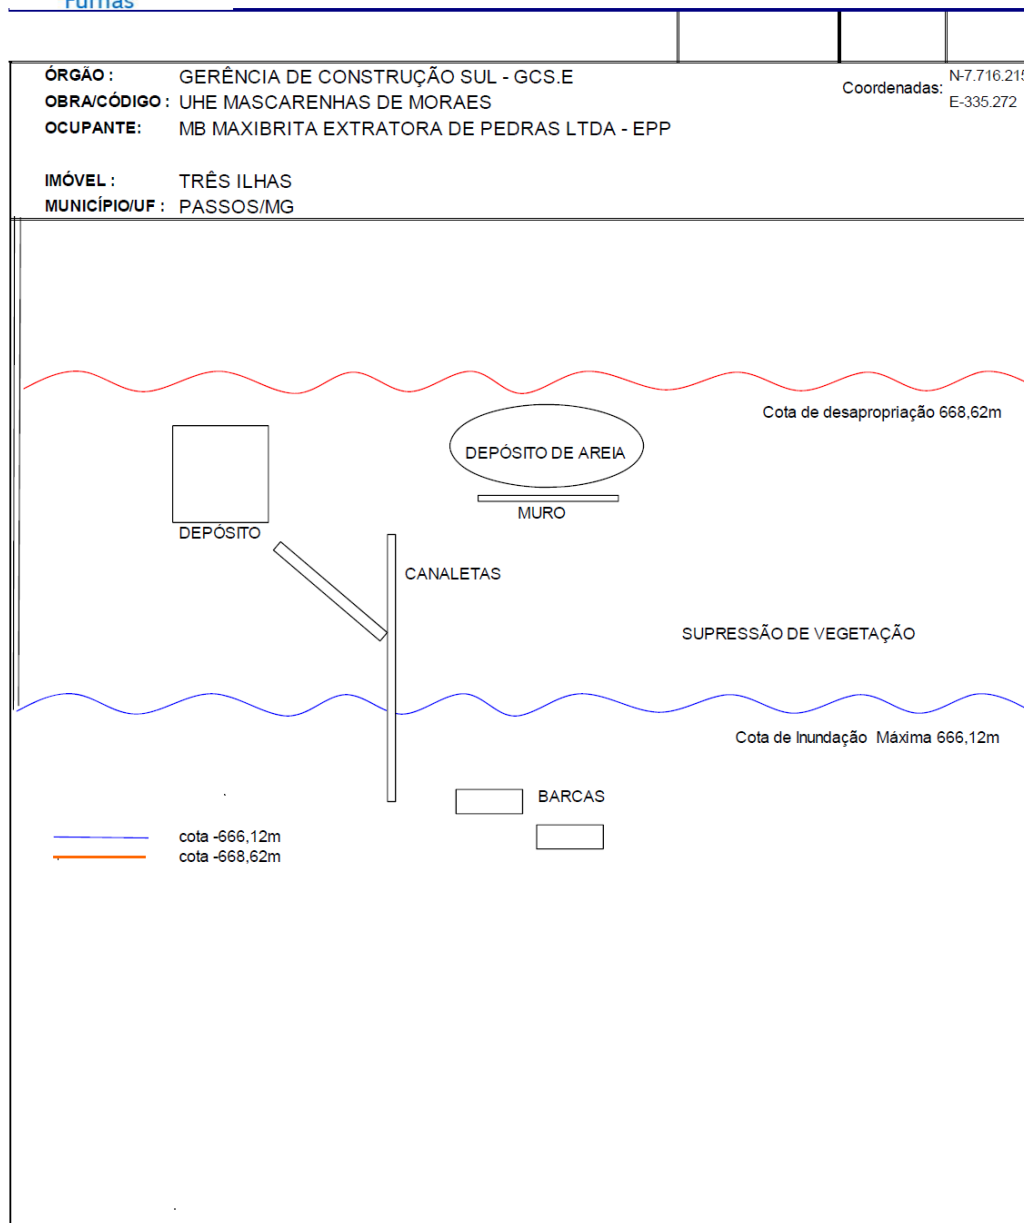 Furnas
ÓRGÃO : GERÊNCIA DE CONSTRUÇÃO SUL - GCS.E
Coordenadas: N-7.716.215
E-335.272
OBRA/CÓDIGO : UHE MASCARENHAS DE MORAES
OCUPANTE: MB MAXIBRITA EXTRATORA DE PEDRAS LTDA - EPP
IMÓVEL : TRÊS ILHAS
MUNICÍPIO/UF : PASSOS/MG
Cota de desapropriação 668,62m
DEPÓSITO DE AREIA
MURO
DEPÓSITO
CANALETAS
SUPRESSÃO DE VEGETAÇÃO
Cota de Inundação Máxima 666,12m
BARCAS
cota -666,12m
cota -668,62m